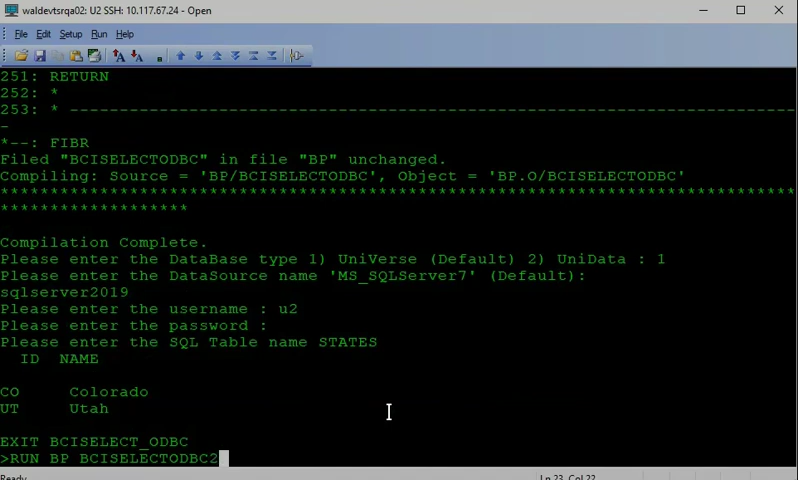 waldevtsrqa02: U2 SSH: 10.117.67.24 - Open
File Edit Setup Run Help
251: RETURN
252: *
253: * -------------------------------------------------------------------------
-
*--: FIBR
Filed "BCISELECTODBC" in file "BP" unchanged.
Compiling: Source = 'BP/BCISELECTODBC', Object = 'BP.O/BCISELECTODBC'
********************************************************************************
*******************
Compilation Complete.
Please enter the DataBase type 1) UniVerse (Default) 2) UniData : 1
Please enter the DataSource name 'MS_SQLServer7' (Default):
sqlserver2019
Please enter the username : u2
Please enter the password :
Please enter the SQL Table name STATES
ID NAME
CO Colorado
UT Utah
EXIT BCISELECT_ODBC
>RUN BP BCISELECTODBC2
Ready
Ln 23, Col 22